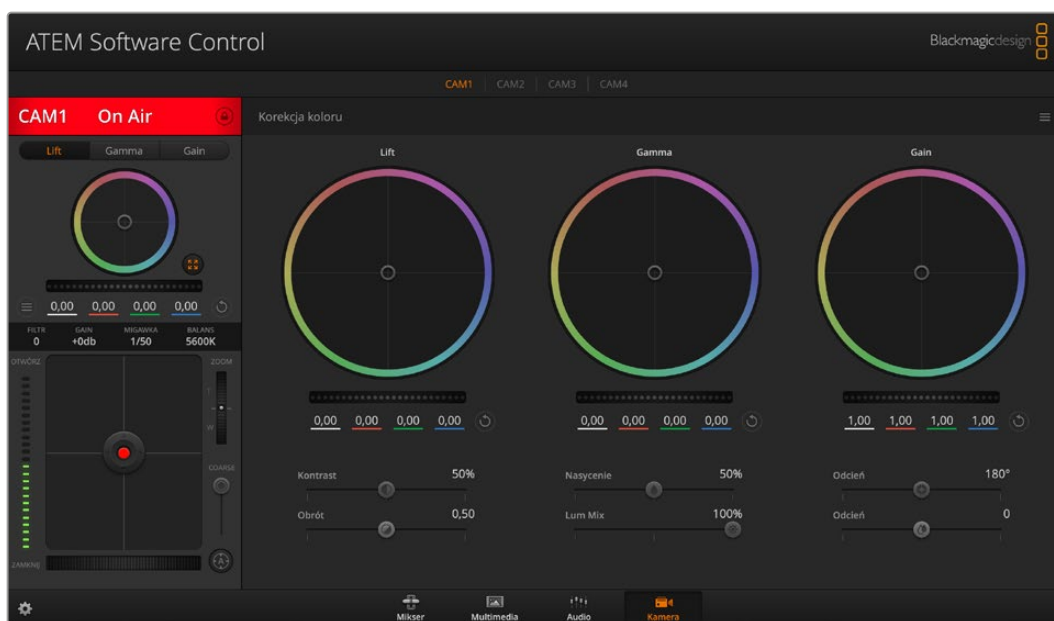 ATEM Software Control
Blackmagicdesign
CAM1 CAM2 CAM3 CAM4
CAM1 On Air
Korekcja koloru
Lift Gamma Gain
Lift Gamma Gain
0,00 0,00 0,00 0,00
FILTR GAIN MIGAWKA BALANS
0 +0db 1/50 5600K
OTWÓRZ ZOOM
T
W
COARSE
ZAMKNIJ
A
0,00 0,00 0,00 0,00
0,00 0,00 0,00 0,00
1,00 1,00 1,00 1,00
Kontrast 50%
Nasycenie 50%
Odcień 180°
Obrót 0,50
Lum Mix 100%
Odcień 0
Mikser Multimedia Audio Kamera